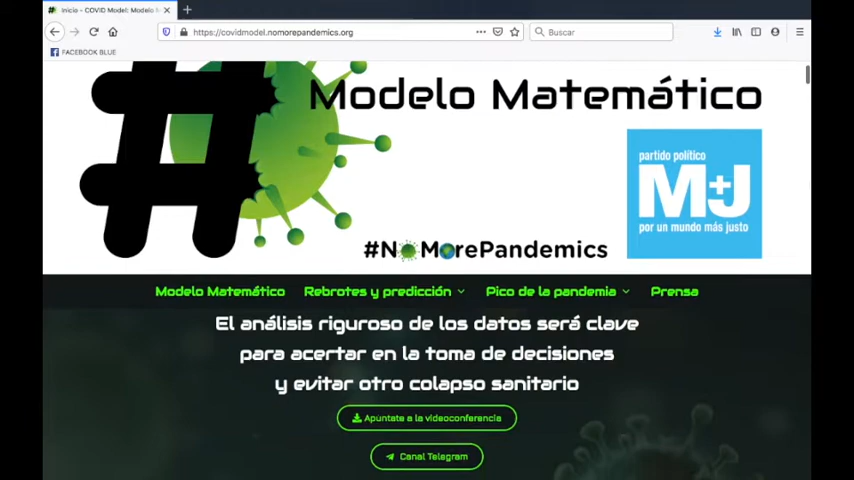 Inicio - COVID Model: Modelo
https://covidmodel.nomorepandemics.org
Buscar
FACEBOOK BLUE
Modelo Matemático
partido político
M+J
por un mundo más justo
#NoMorePandemics
Modelo Matemático
Rebrotes y predicción
Pico de la pandemia
Prensa
El análisis riguroso de los datos será clave
para acertar en la toma de decisiones
y evitar otro colapso sanitario
Apúntate a la videoconferencia
Canal Telegram